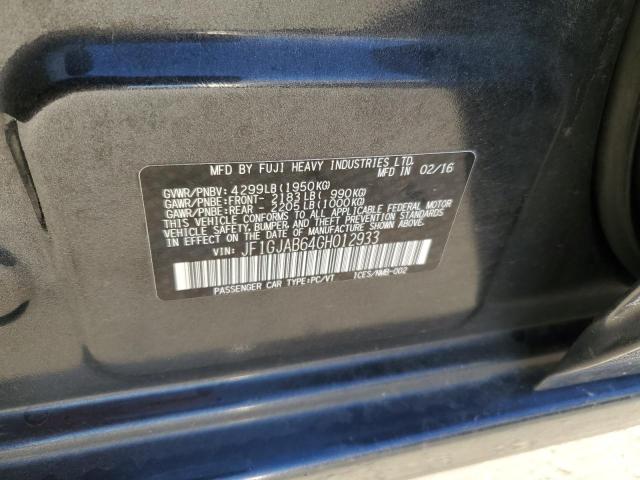 MFD BY FUJI HEAVY INDUSTRIES LTD. IN 02/16
GVWR/PNBV: 4299LB(1950KG)
GAWR/PNBE:FRONT- 2183LB( 990KG)
GAWR/PNBE:REAR - 2205LB(1000KG)
THIS VEHICLE CONFORMS TO ALL APPLICABLE FEDERAL MOTOR
VEHICLE SAFETY, BUMPER, AND THEFT PREVENTION STANDARDS
IN EFFECT ON THE DATE OF MANUFACTURE SHOWN ABOVE.
VIN: JF1GJAB64GH012933
PASSENGER CAR TYPE:PC/VT ICES/NMB-002